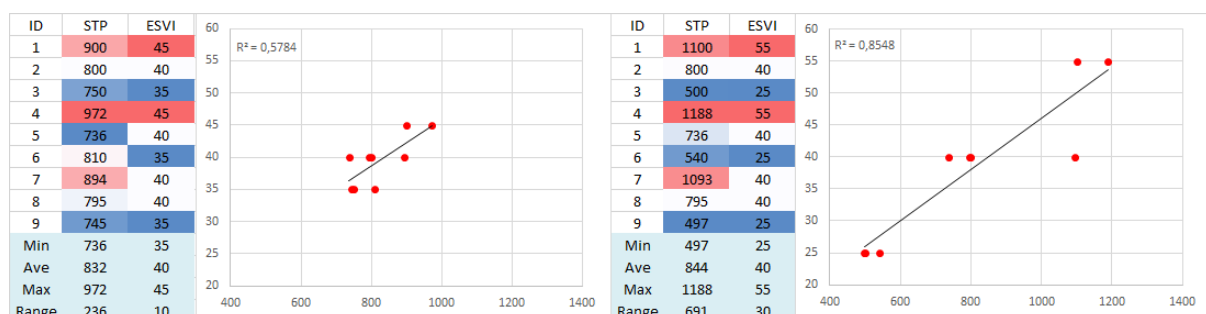 ID STP ESVI
1 900 45
2 800 40
3 750 35
4 972 45
5 736 40
6 810 35
7 894 40
8 795 40
9 745 35
Min 736 35
Ave 832 40
Max 972 45
Range 236 10
60
55
50
45
40
35
30
25
20
R² = 0,5784
400 600 800 1000 1200 1400
ID STP ESVI
1 1100 55
2 800 40
3 500 25
4 1188 55
5 736 40
6 540 25
7 1093 40
8 795 40
9 497 25
Min 497 25
Ave 844 40
Max 1188 55
Range 691 30
60
55
50
45
40
35
30
25
20
R² = 0,8548
400 600 800 1000 1200 1400